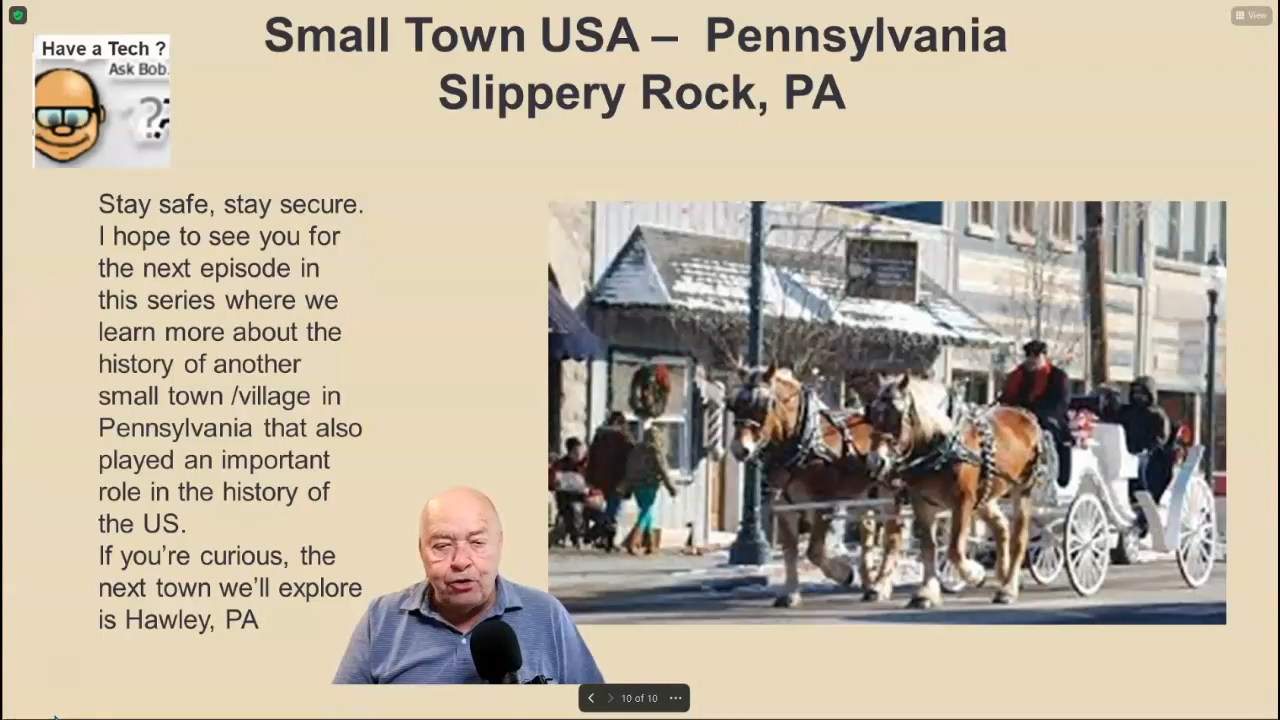 View
Have a Tech ?
Ask Bob.
??
Small Town USA – Pennsylvania
Slippery Rock, PA
Stay safe, stay secure.
I hope to see you for
the next episode in
this series where we
learn more about the
history of another
small town /village in
Pennsylvania that also
played an important
role in the history of
the US.
If you’re curious, the
next town we’ll explore
is Hawley, PA
10 of 10